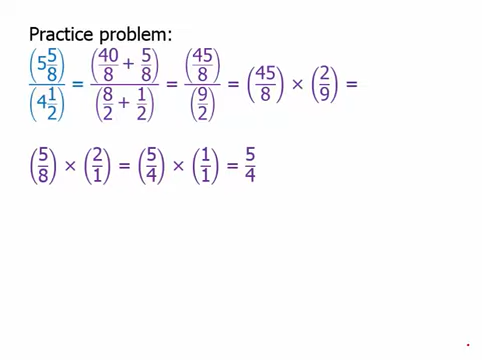 Practice problem:
(5 5/8)/(4 1/2) = (40/8 + 5/8)/(8/2 + 1/2) = (45/8)/(9/2) = (45/8) × (2/9) =
(5/8) × (2/1) = (5/4) × (1/1) = 5/4